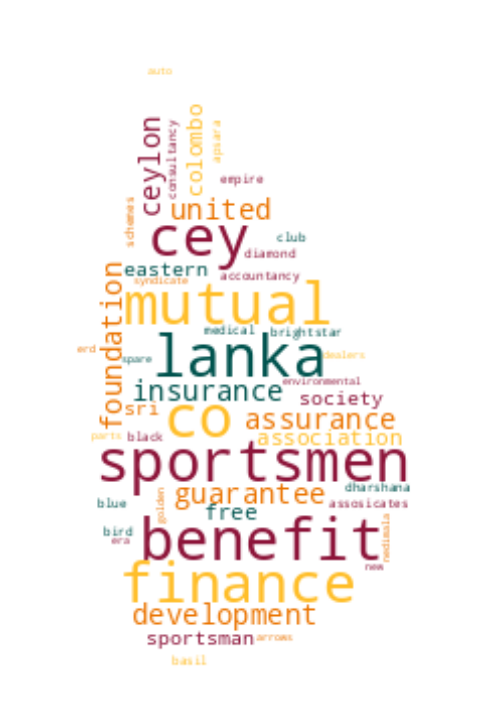 auto
ceylon
consultancy
colombo
apsara
empire
schemes
united
cey
club
diamond
eastern
accountancy
syndicate
foundation
mutual
medical
brightstar
erd
spare
lanka
dealers
environmental
insurance
society
sri
co
assurance
parts
black
association
sportsmen
dharshana
golden
guarantee
blue
free
assosicates
bird
era
benefit
nedimala
new
finance
development
sportsman
arrows
basil